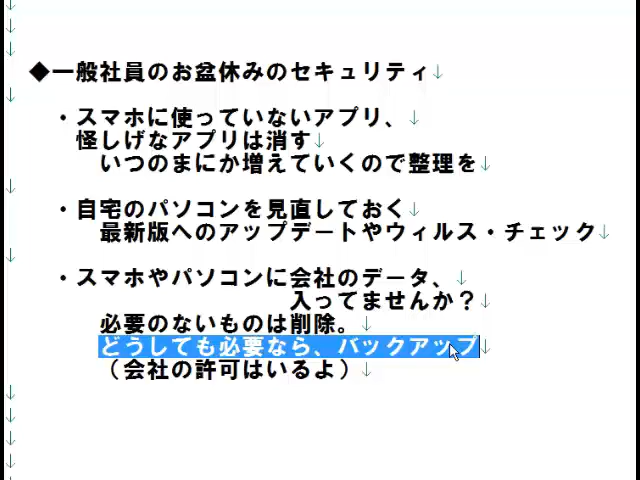 ◆一般社員のお盆休みのセキュリティ↓
・スマホに使っていないアプリ、↓
怪しげなアプリは消す↓
いつのまにか増えていくので整理を↓
・自宅のパソコンを見直しておく↓
最新版へのアップデートやウィルス・チェック↓
・スマホやパソコンに会社のデータ、↓
入ってませんか？↓
必要のないものは削除。↓
どうしても必要なら、バックアップ↓
（会社の許可はいるよ）↓